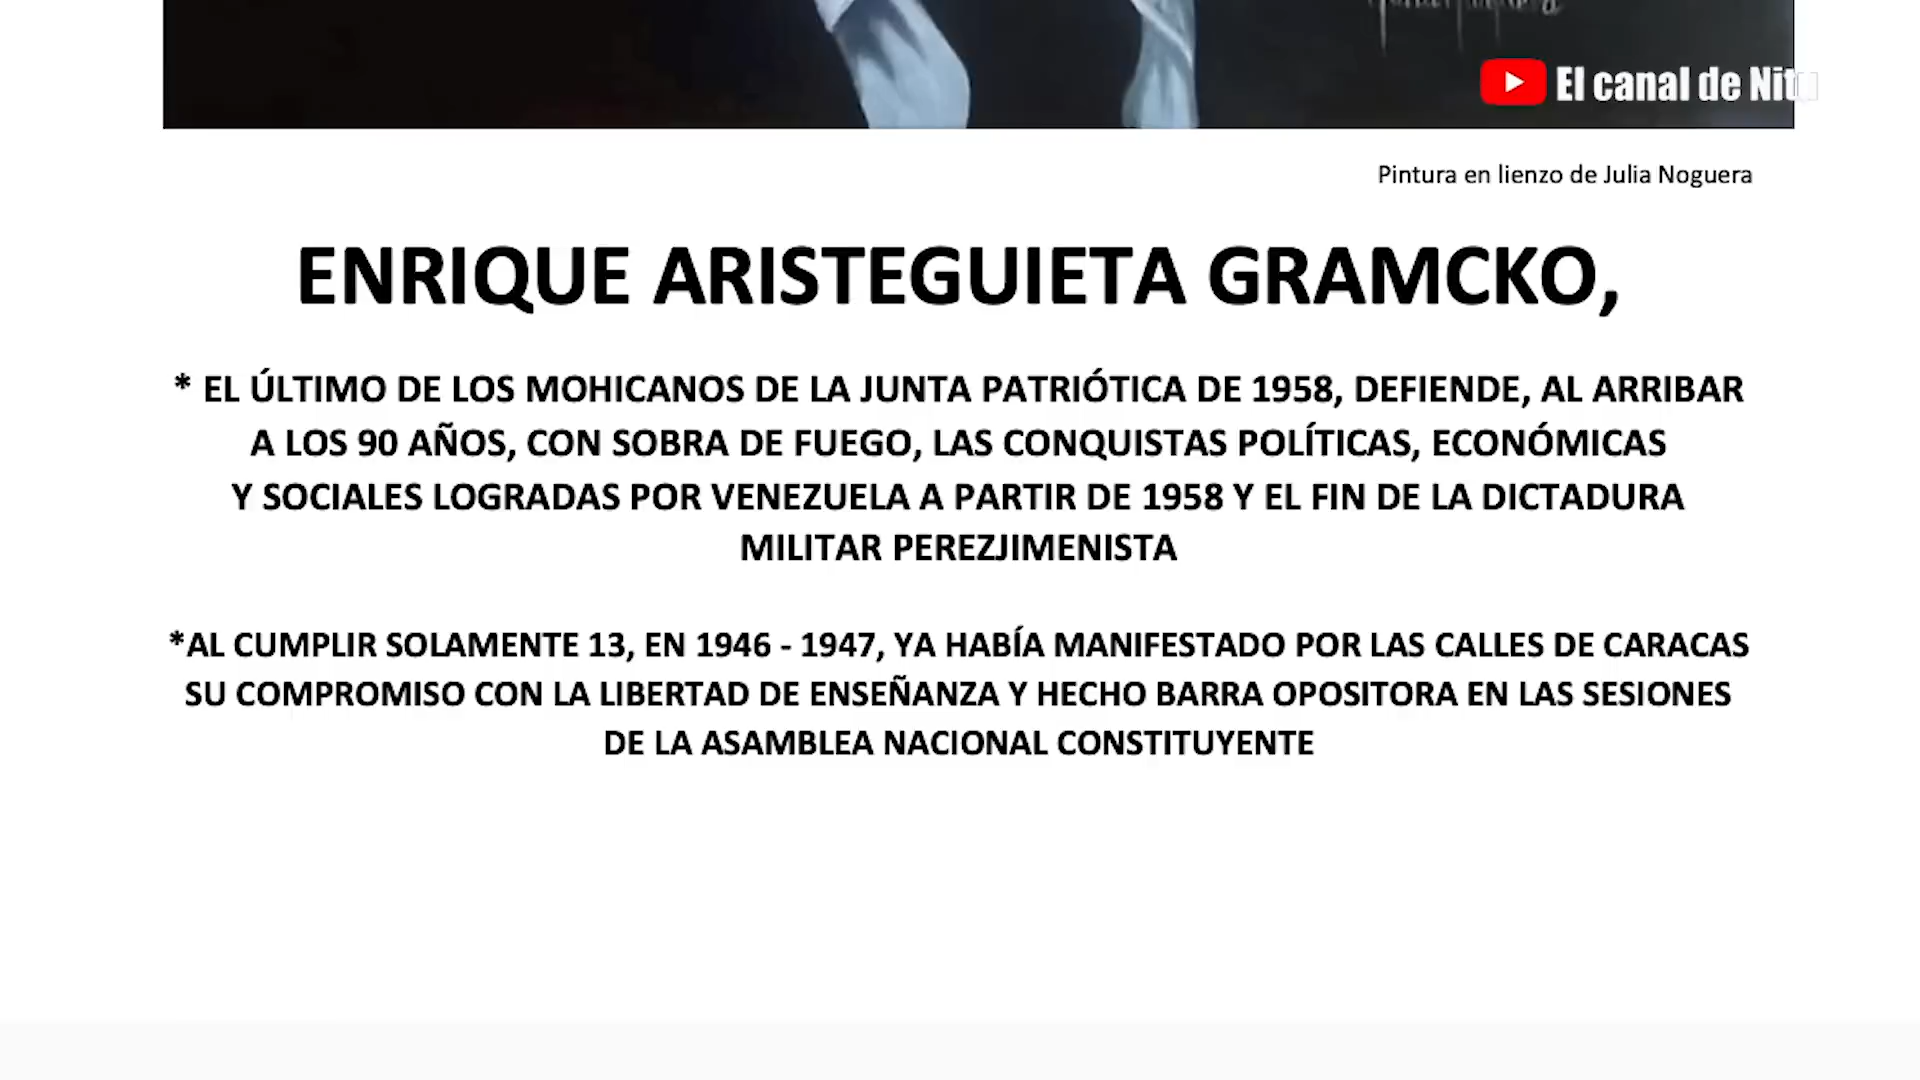 El canal de Nitu
Pintura en lienzo de Julia Noguera
ENRIQUE ARISTEGUIETA GRAMCKO,
* EL ÚLTIMO DE LOS MOHICANOS DE LA JUNTA PATRIÓTICA DE 1958, DEFIENDE, AL ARRIBAR
A LOS 90 AÑOS, CON SOBRA DE FUEGO, LAS CONQUISTAS POLÍTICAS, ECONÓMICAS
Y SOCIALES LOGRADAS POR VENEZUELA A PARTIR DE 1958 Y EL FIN DE LA DICTADURA
MILITAR PEREZJIMENISTA
*AL CUMPLIR SOLAMENTE 13, EN 1946 - 1947, YA HABÍA MANIFESTADO POR LAS CALLES DE CARACAS
SU COMPROMISO CON LA LIBERTAD DE ENSEÑANZA Y HECHO BARRA OPOSITORA EN LAS SESIONES
DE LA ASAMBLEA NACIONAL CONSTITUYENTE